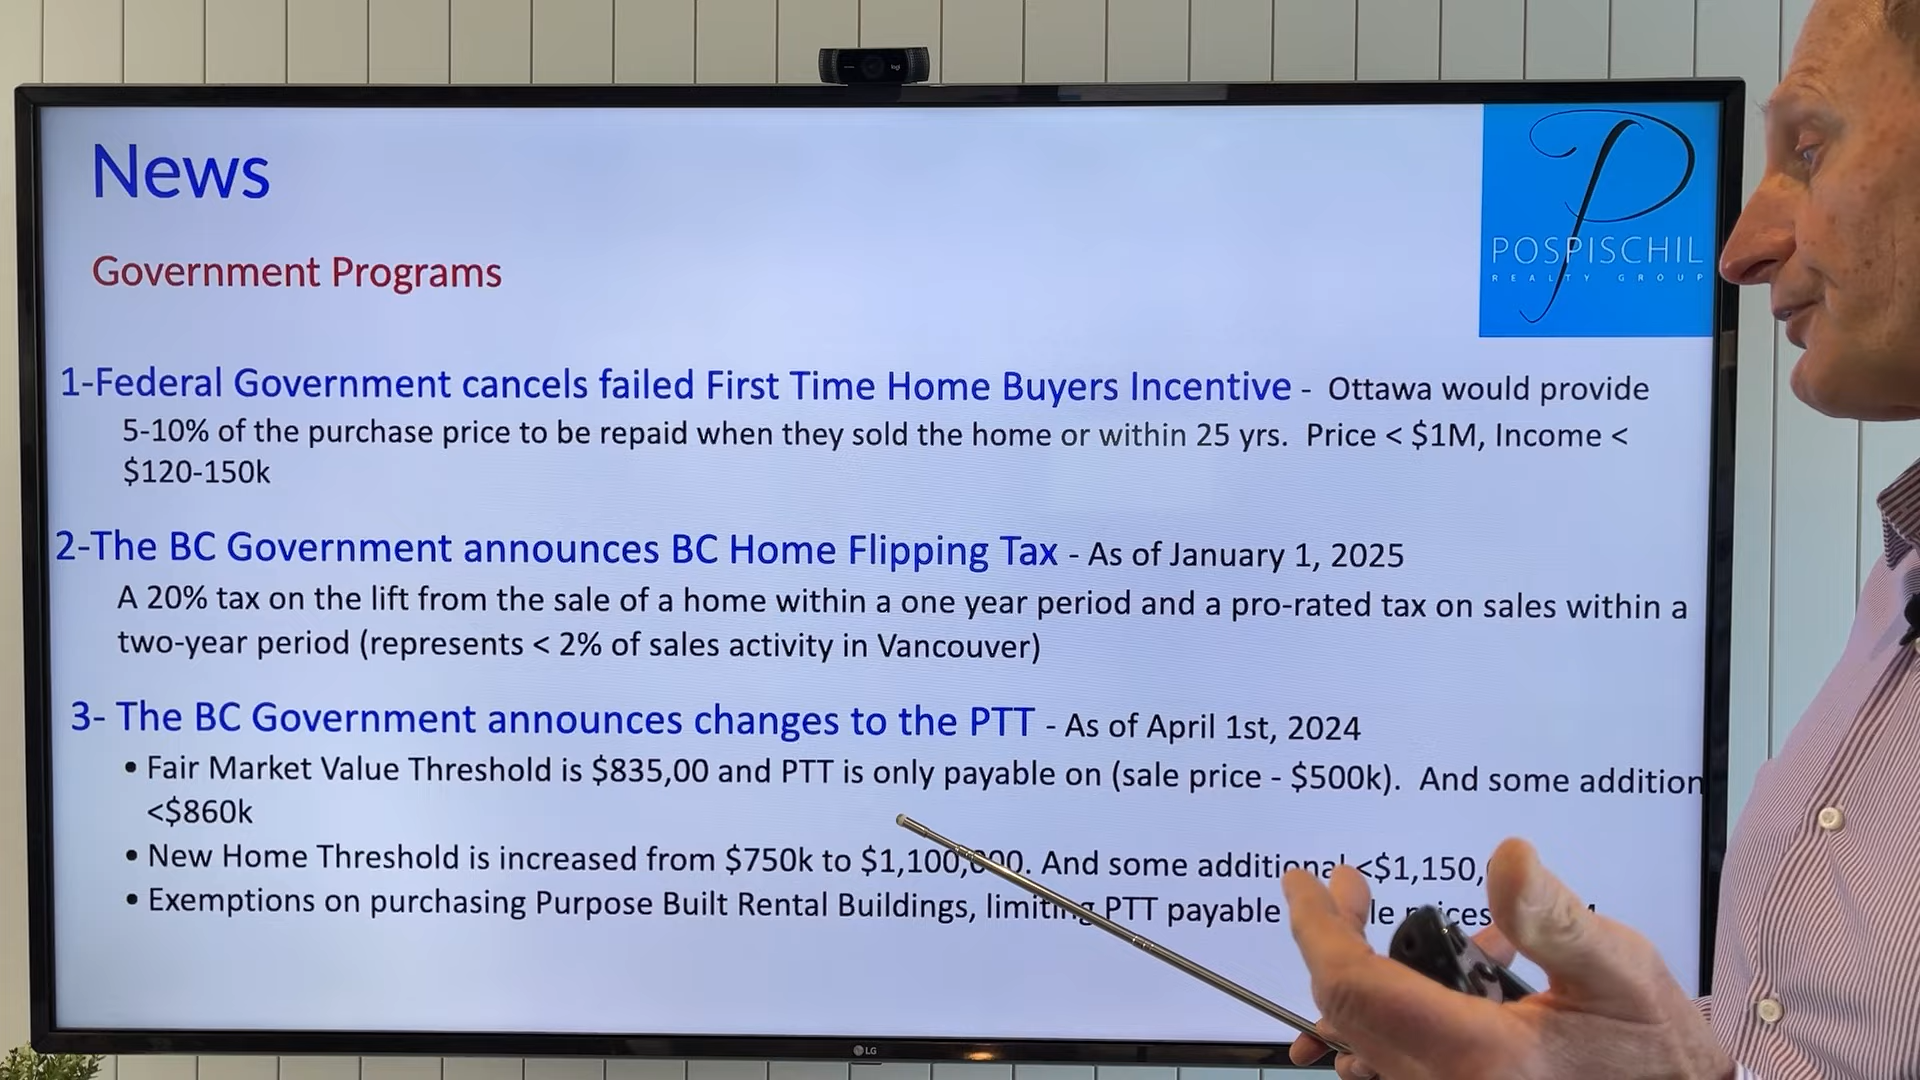 logi
News
POSPISCHIL
REALTY GROUP
Government Programs
1-Federal Government cancels failed First Time Home Buyers Incentive - Ottawa would provide
5-10% of the purchase price to be repaid when they sold the home or within 25 yrs. Price < $1M, Income <
$120-150k
2-The BC Government announces BC Home Flipping Tax - As of January 1, 2025
A 20% tax on the lift from the sale of a home within a one year period and a pro-rated tax on sales within a
two-year period (represents < 2% of sales activity in Vancouver)
3- The BC Government announces changes to the PTT - As of April 1st, 2024
• Fair Market Value Threshold is $835,00 and PTT is only payable on (sale price - $500k). And some addition
<$860k
• New Home Threshold is increased from $750k to $1,100,000. And some additional <$1,150,
• Exemptions on purchasing Purpose Built Rental Buildings, limiting PTT payable
LG